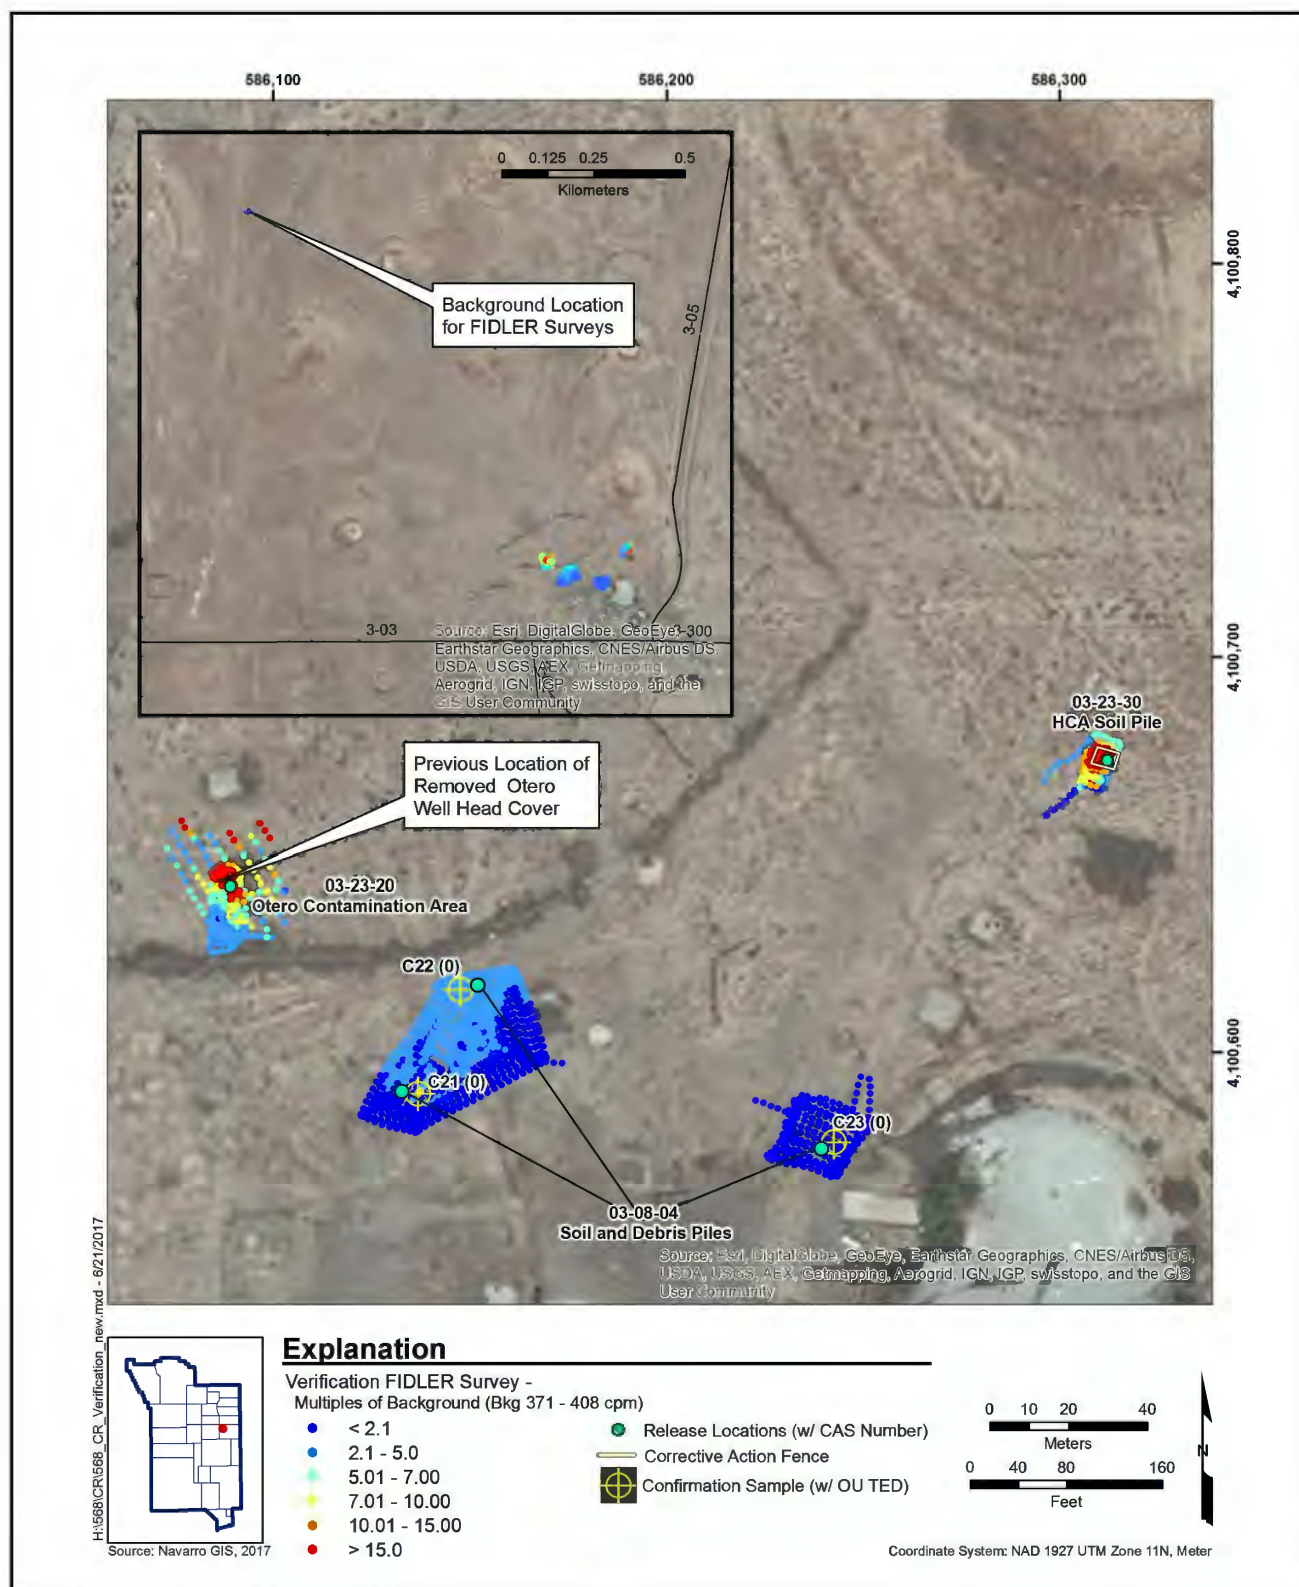 586,100
586,200
586,300
0 0.125 0.25 0.5
Kilometers
4,100,800
Background Location
for FIDLER Surveys
3-05
3-03
3-300
Source: Esri, DigitalGlobe, GeoEye,
Earthstar Geographics, CNES/Airbus DS,
USDA, USGS, AEX, Getmapping,
Aerogrid, IGN, IGP, swisstopo, and the
GIS User Community
4,100,700
03-23-30
HCA Soil Pile
Previous Location of
Removed Otero
Well Head Cover
03-23-20
Otero Contamination Area
C22 (0)
4,100,600
C21 (0)
C23 (0)
03-08-04
Soil and Debris Piles
Source: Esri, DigitalGlobe, GeoEye, Earthstar Geographics, CNES/Airbus DS,
USDA, USGS, AEX, Getmapping, Aerogrid, IGN, IGP, swisstopo, and the GIS
User Community
H:\568\CR\568_CR_Verification_new.mxd - 6/21/2017
Source: Navarro GIS, 2017
Explanation
Verification FIDLER Survey -
Multiples of Background (Bkg 371 - 408 cpm)
< 2.1
2.1 - 5.0
5.01 - 7.00
7.01 - 10.00
10.01 - 15.00
> 15.0
Release Locations (w/ CAS Number)
Corrective Action Fence
Confirmation Sample (w/ OU TED)
0 10 20 40
Meters
0 40 80 160
Feet
N
Coordinate System: NAD 1927 UTM Zone 11N, Meter